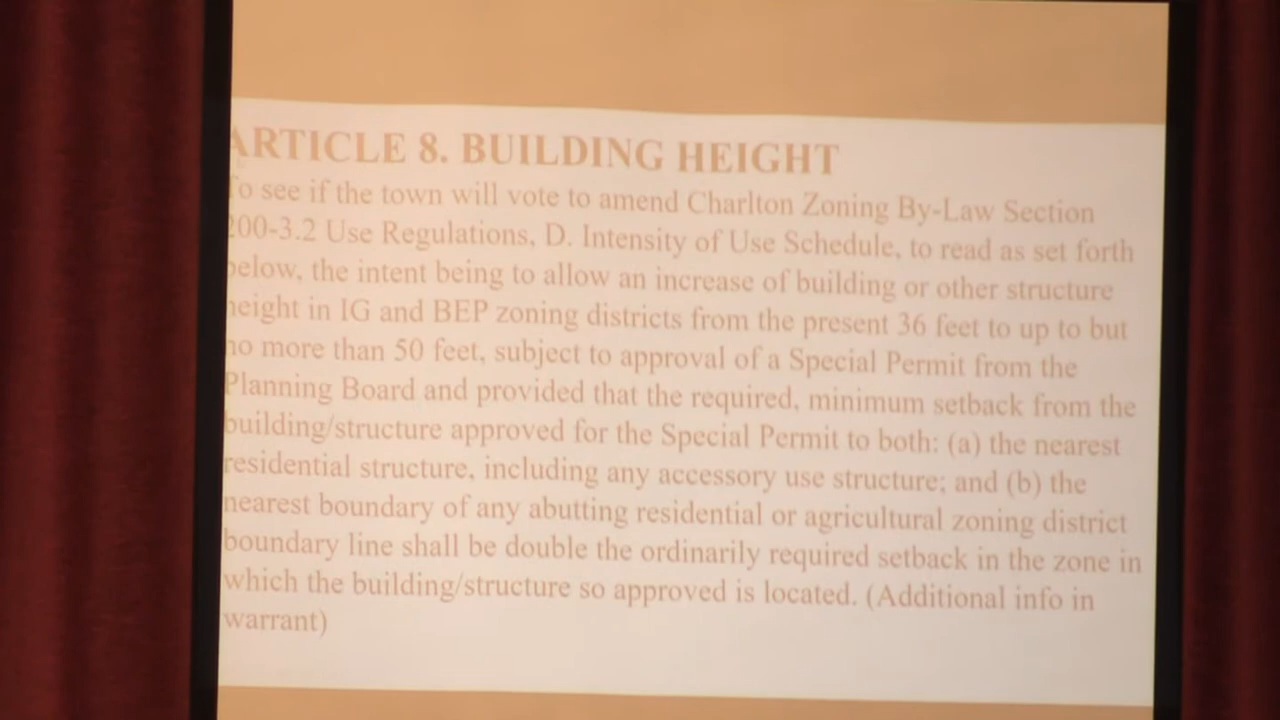 ARTICLE 8. BUILDING HEIGHT
To see if the town will vote to amend Charlton Zoning By-Law Section
200-3.2 Use Regulations, D. Intensity of Use Schedule, to read as set forth
below, the intent being to allow an increase of building or other structure
height in IG and BEP zoning districts from the present 36 feet to up to but
no more than 50 feet, subject to approval of a Special Permit from the
Planning Board and provided that the required, minimum setback from the
building/structure approved for the Special Permit to both: (a) the nearest
residential structure, including any accessory use structure; and (b) the
nearest boundary of any abutting residential or agricultural zoning district
boundary line shall be double the ordinarily required setback in the zone in
which the building/structure so approved is located. (Additional info in
warrant)